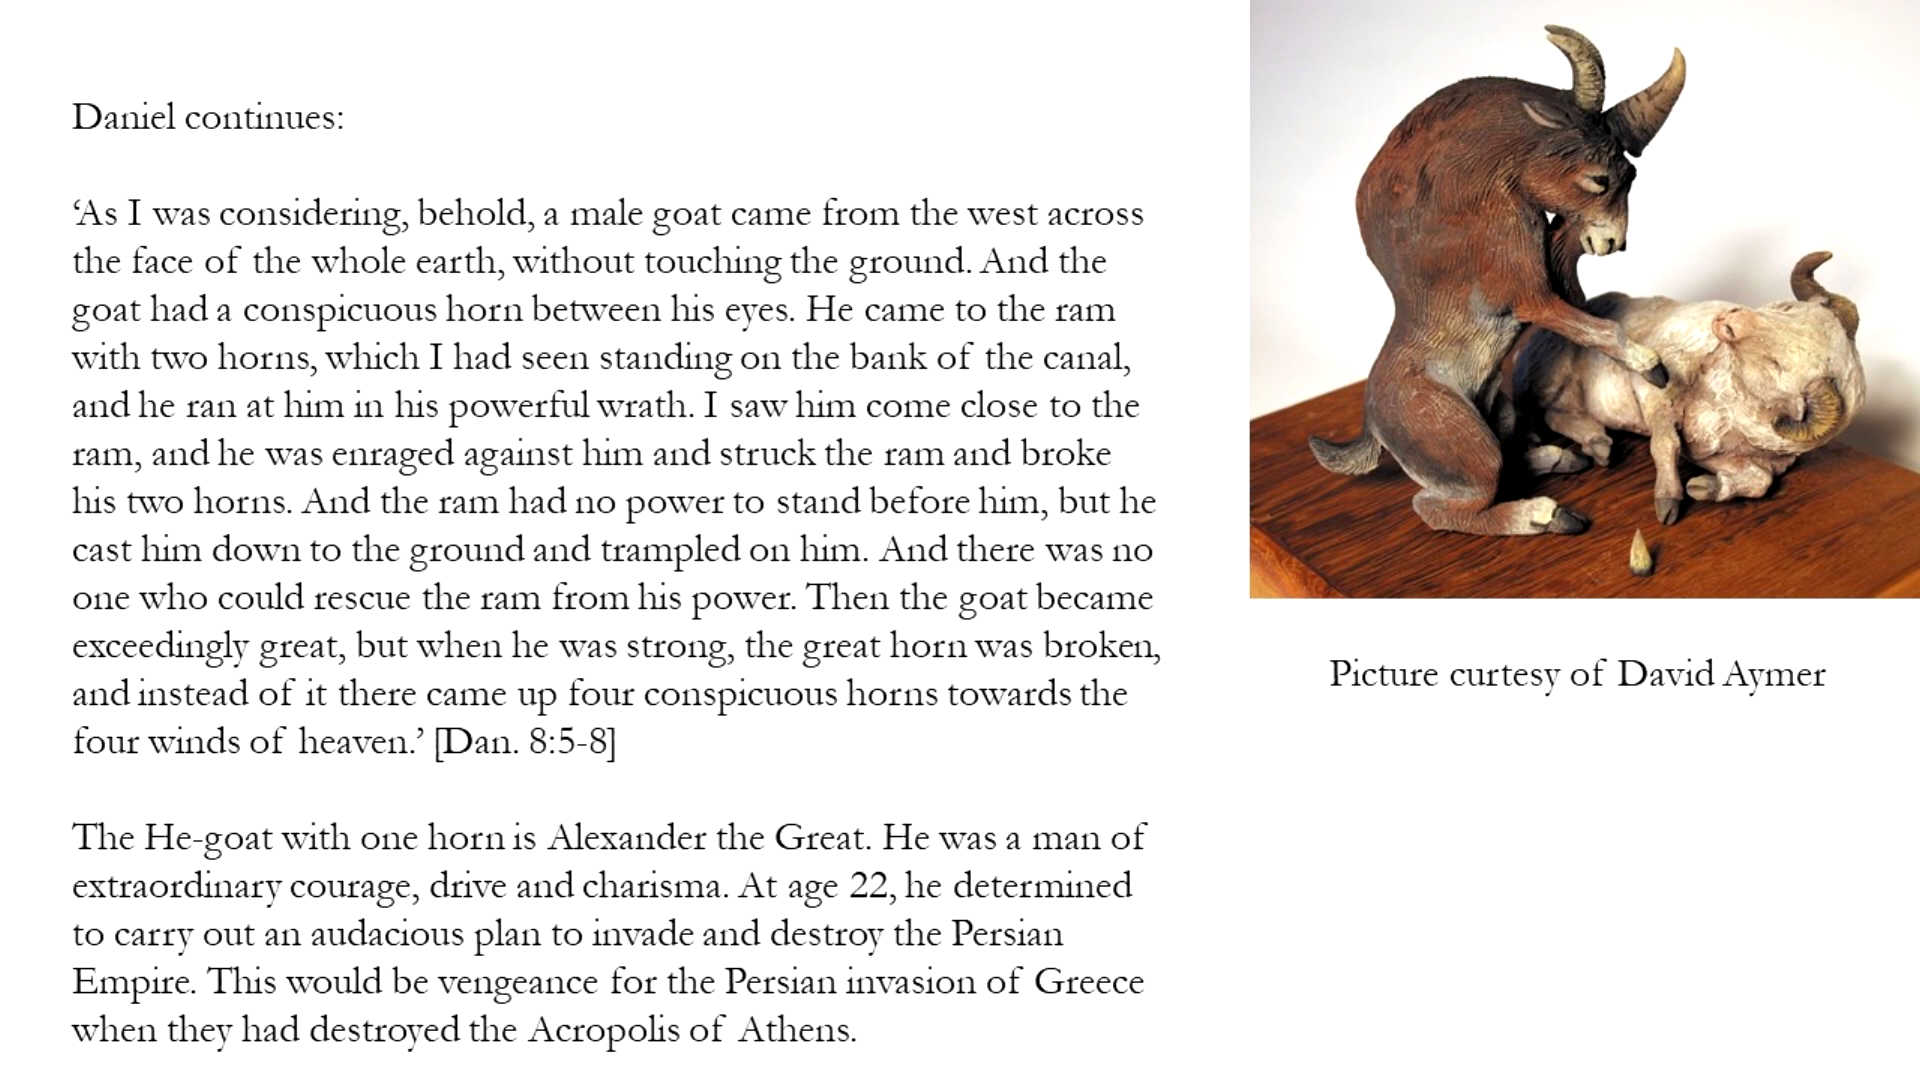 Daniel continues:
‘As I was considering, behold, a male goat came from the west across
the face of the whole earth, without touching the ground. And the
goat had a conspicuous horn between his eyes. He came to the ram
with two horns, which I had seen standing on the bank of the canal,
and he ran at him in his powerful wrath. I saw him come close to the
ram, and he was enraged against him and struck the ram and broke
his two horns. And the ram had no power to stand before him, but he
cast him down to the ground and trampled on him. And there was no
one who could rescue the ram from his power. Then the goat became
exceedingly great, but when he was strong, the great horn was broken,
and instead of it there came up four conspicuous horns towards the
four winds of heaven.’ [Dan. 8:5-8]
The He-goat with one horn is Alexander the Great. He was a man of
extraordinary courage, drive and charisma. At age 22, he determined
to carry out an audacious plan to invade and destroy the Persian
Empire. This would be vengeance for the Persian invasion of Greece
when they had destroyed the Acropolis of Athens.
Picture curtesy of David Aymer